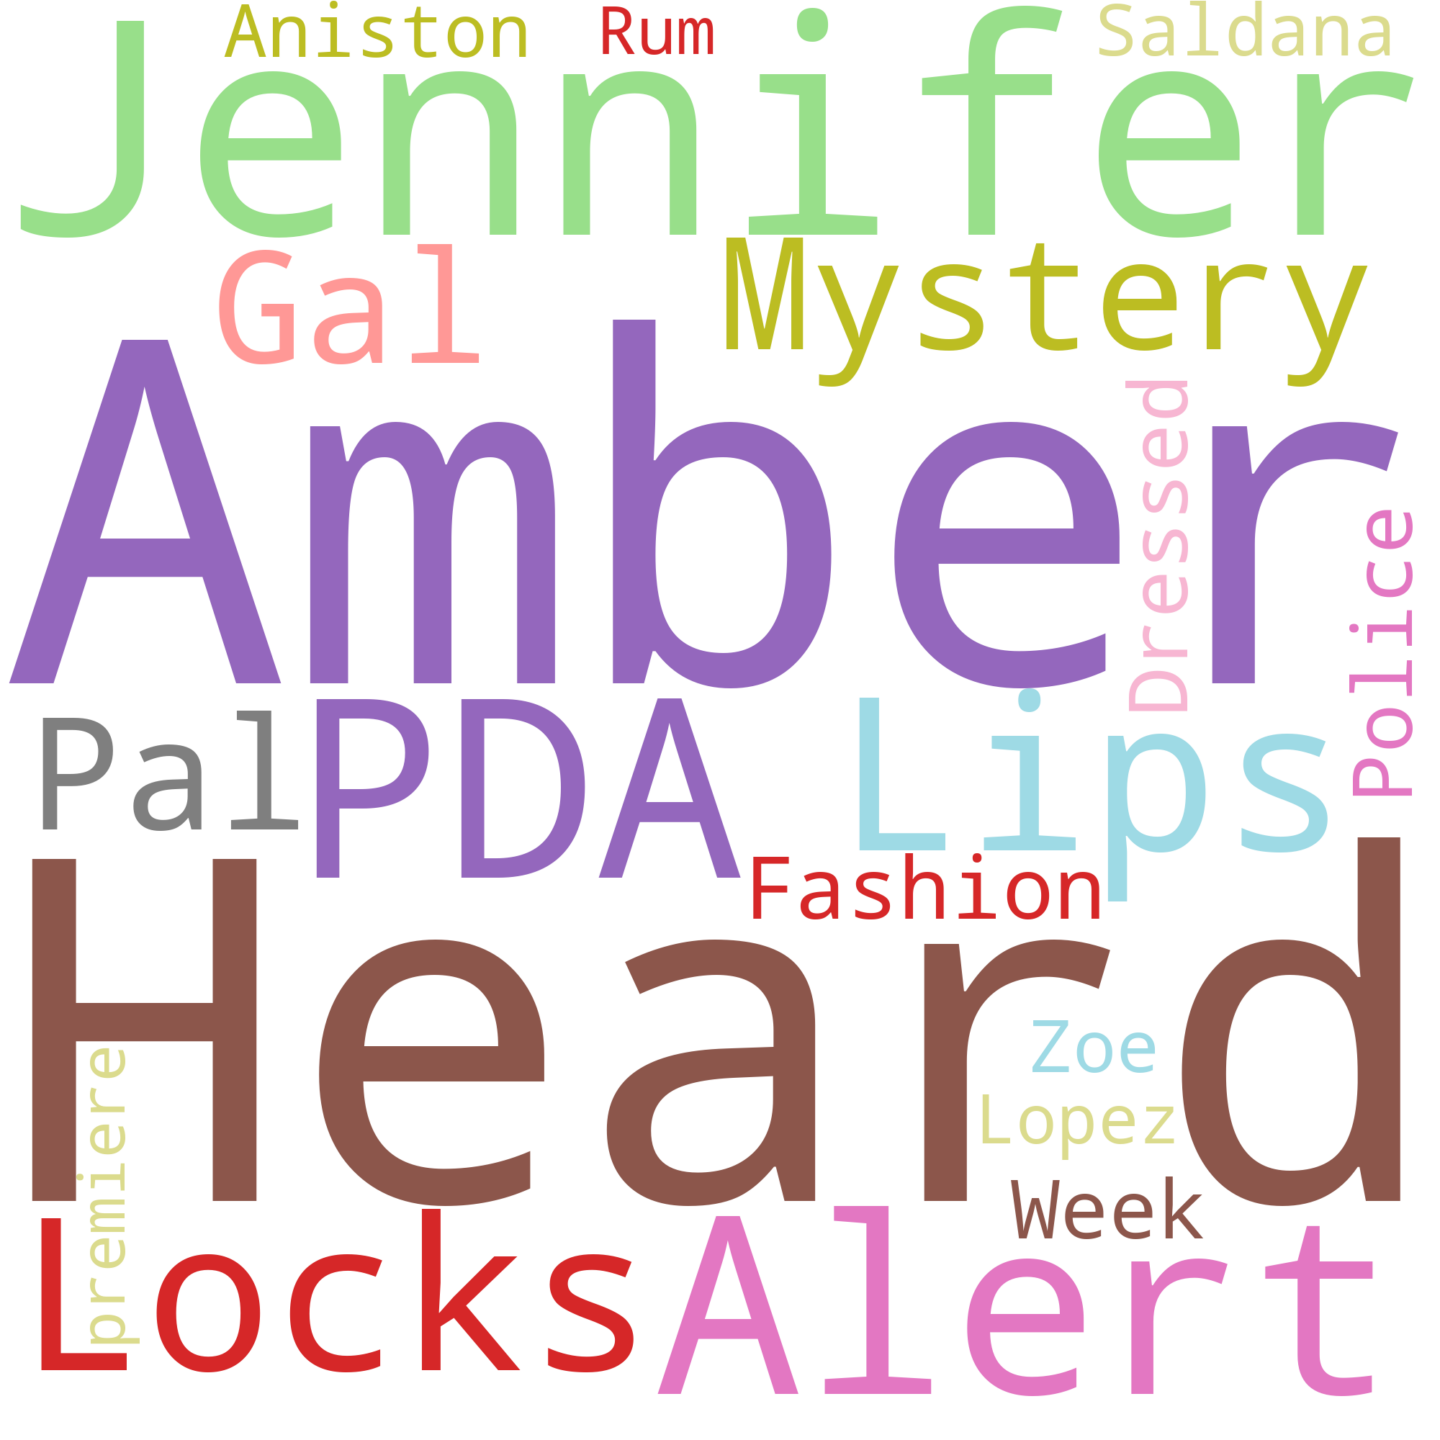 Aniston Rum Saldana
Jennifer
Gal Mystery
Amber
Dressed
Police
Pal PDA Lips
Fashion
Heard
Zoe
Lopez
premiere
Week
Locks Alert